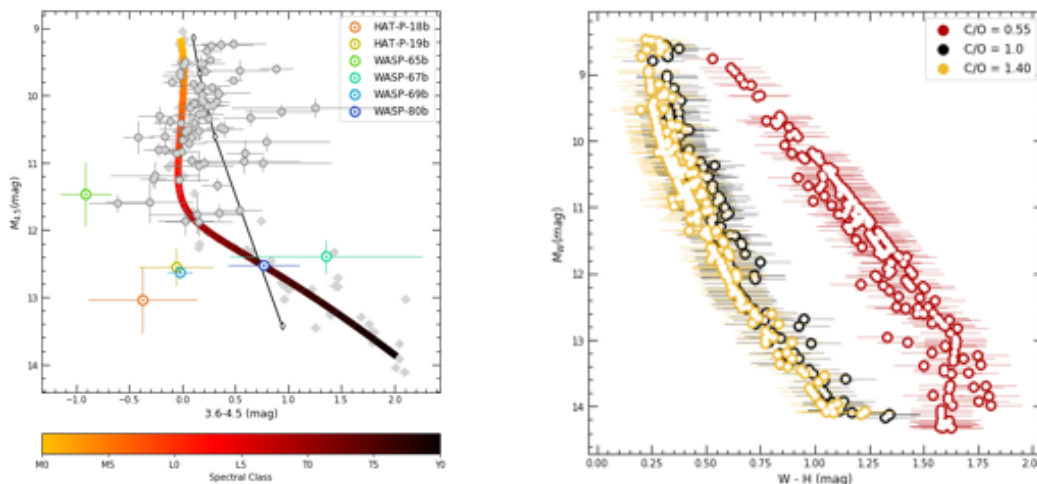 HAT-P-18b
HAT-P-19b
WASP-65b
WASP-67b
WASP-69b
WASP-80b
9
10
11
12
13
14
M4.5(mag)
−1.0 −0.5 0.0 0.5 1.0 1.5 2.0
3.6-4.5 (mag)
M0 M5 L0 L5 T0 T5 Y0
Spectral Class
C/O = 0.55
C/O = 1.0
C/O = 1.40
9
10
11
12
13
14
MW(mag)
0.00 0.25 0.50 0.75 1.00 1.25 1.50 1.75 2.0
W - H (mag)